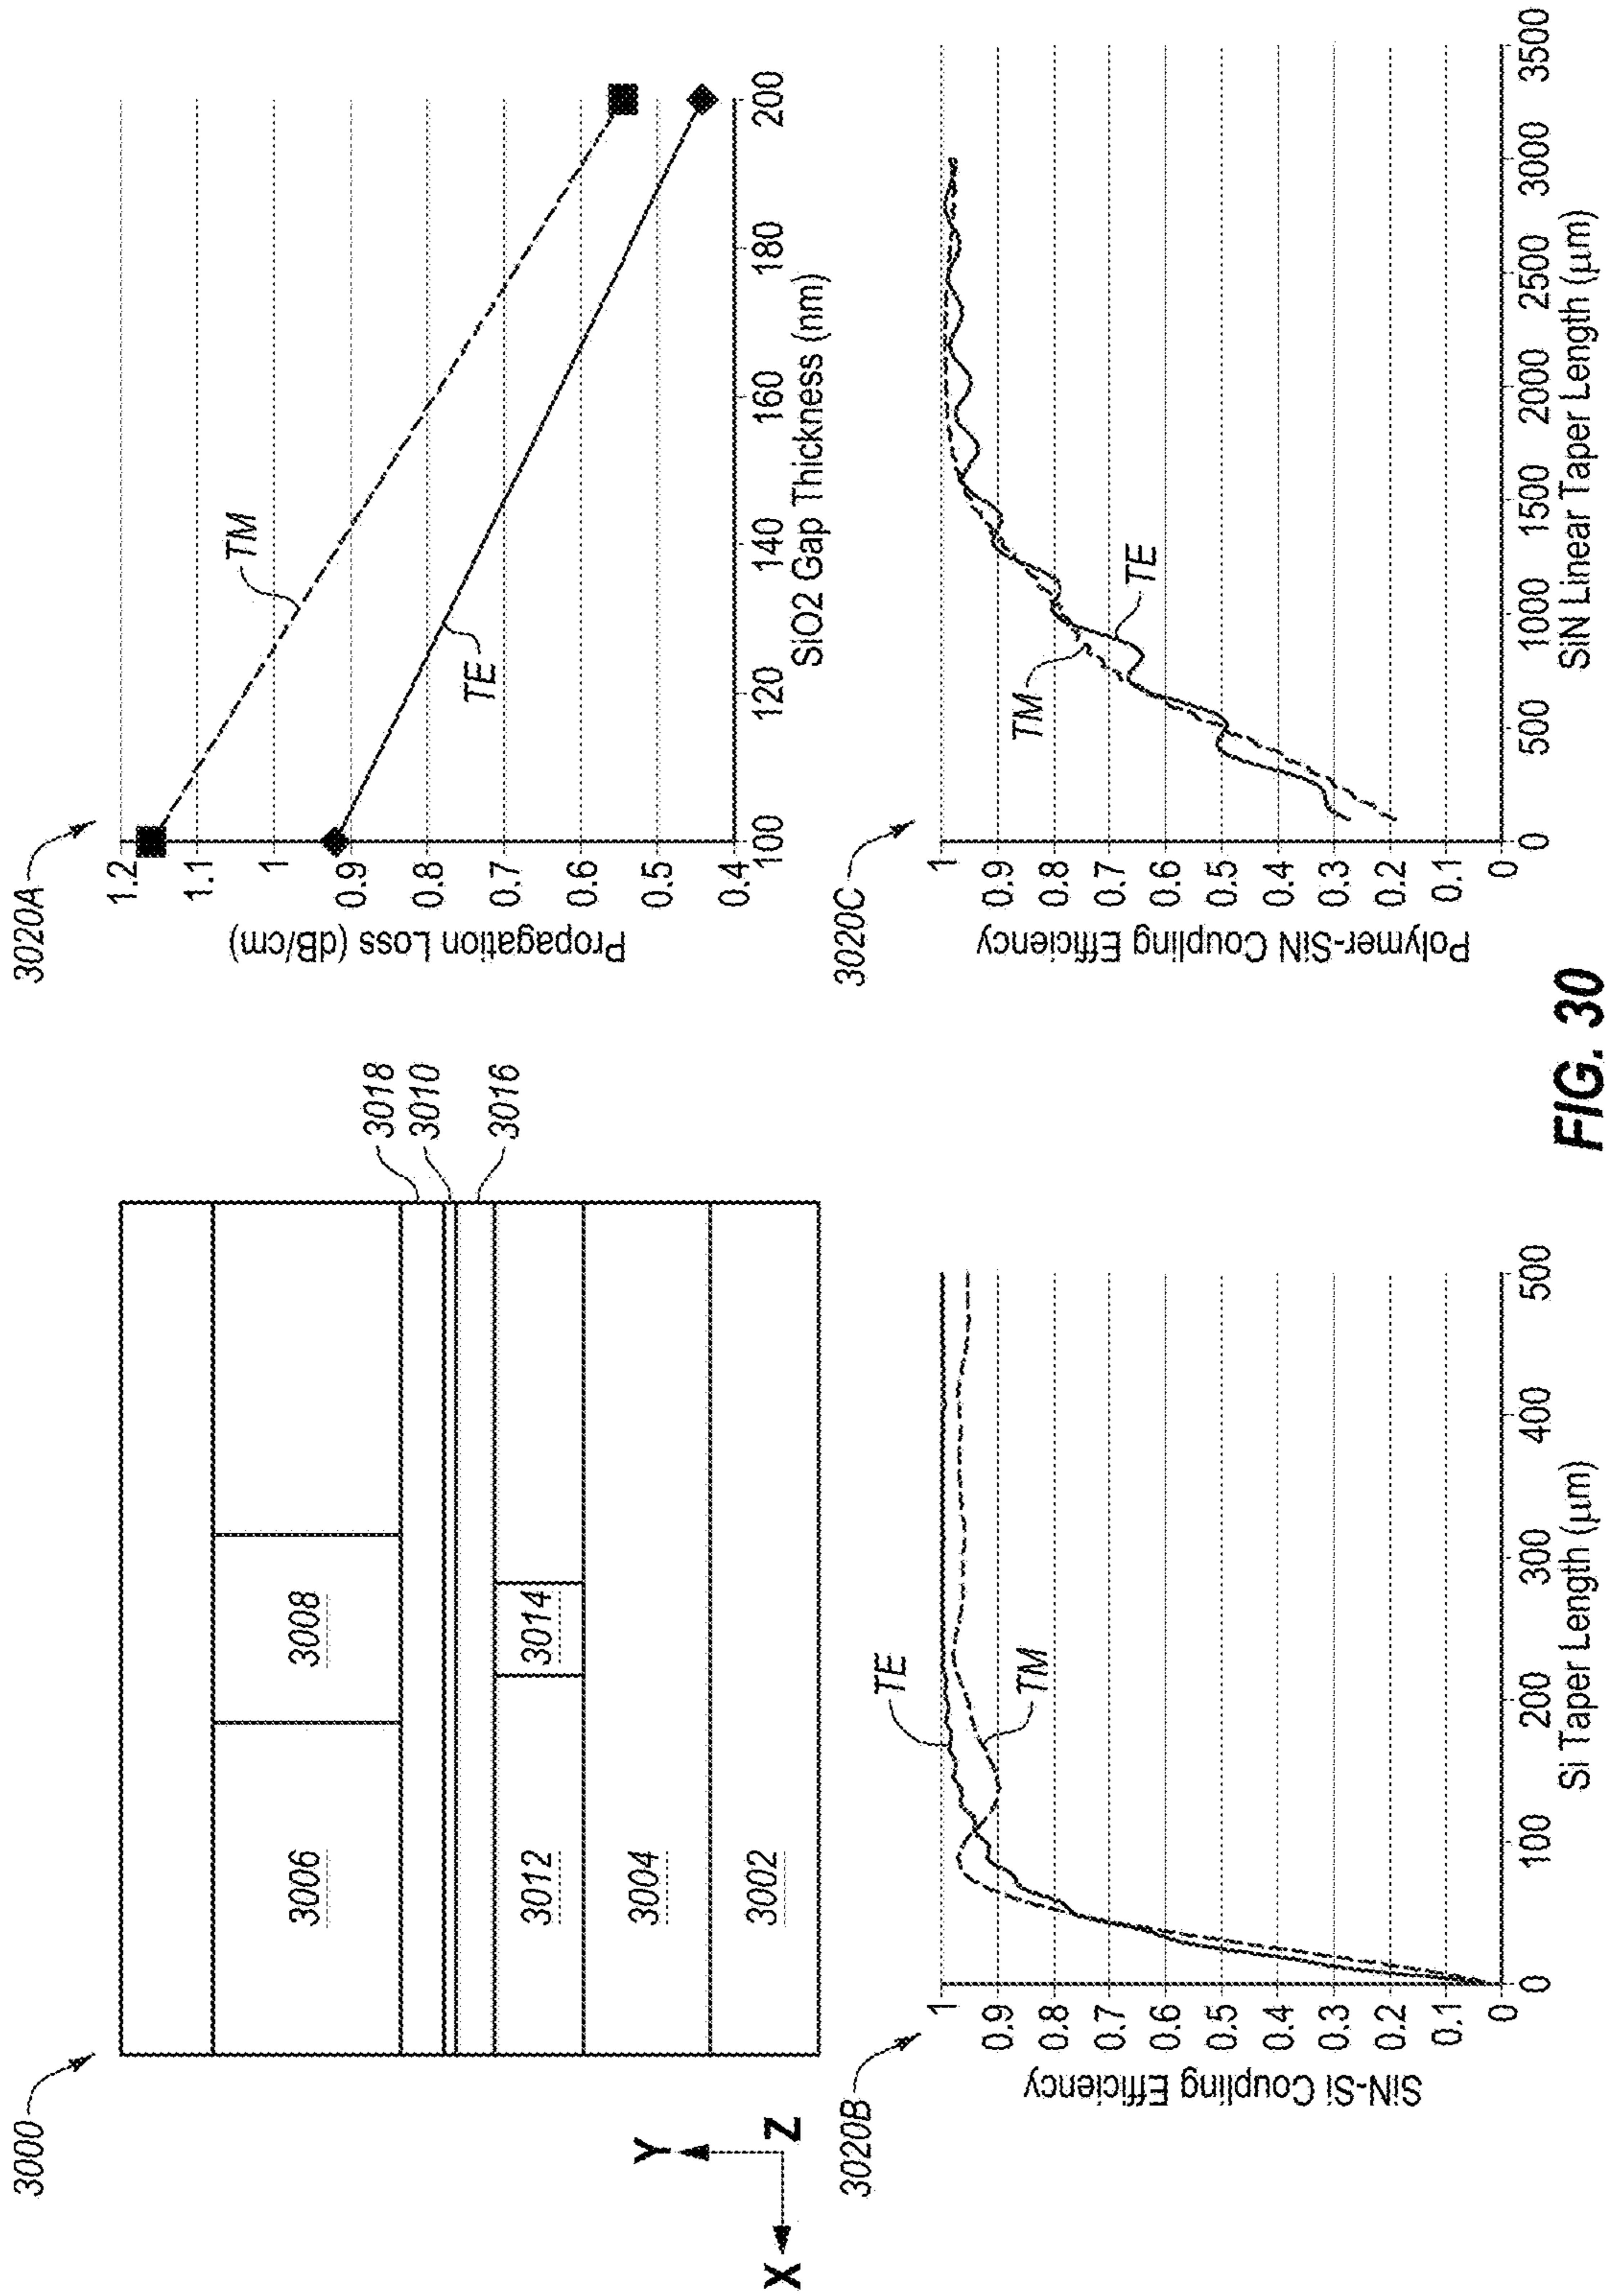 3000
3006
3008
3018
3010
3016
3012
3014
3004
3002
Y
X
Z
3020A
Propagation Loss (dB/cm)
1.2
1.1
1
0.9
0.8
0.7
0.6
0.5
0.4
TM
TE
100 120 140 160 180 200
SiO2 Gap Thickness (nm)
3020B
SiN-Si Coupling Efficiency
1
0.9
0.8
0.7
0.6
0.5
0.4
0.3
0.2
0.1
0
TE
TM
0 100 200 300 400 500
Si Taper Length (μm)
3020C
Polymer-SiN Coupling Efficiency
1
0.9
0.8
0.7
0.6
0.5
0.4
0.3
0.2
0.1
0
TM
TE
0 500 1000 1500 2000 2500 3000 3500
SiN Linear Taper Length (μm)
FIG. 30